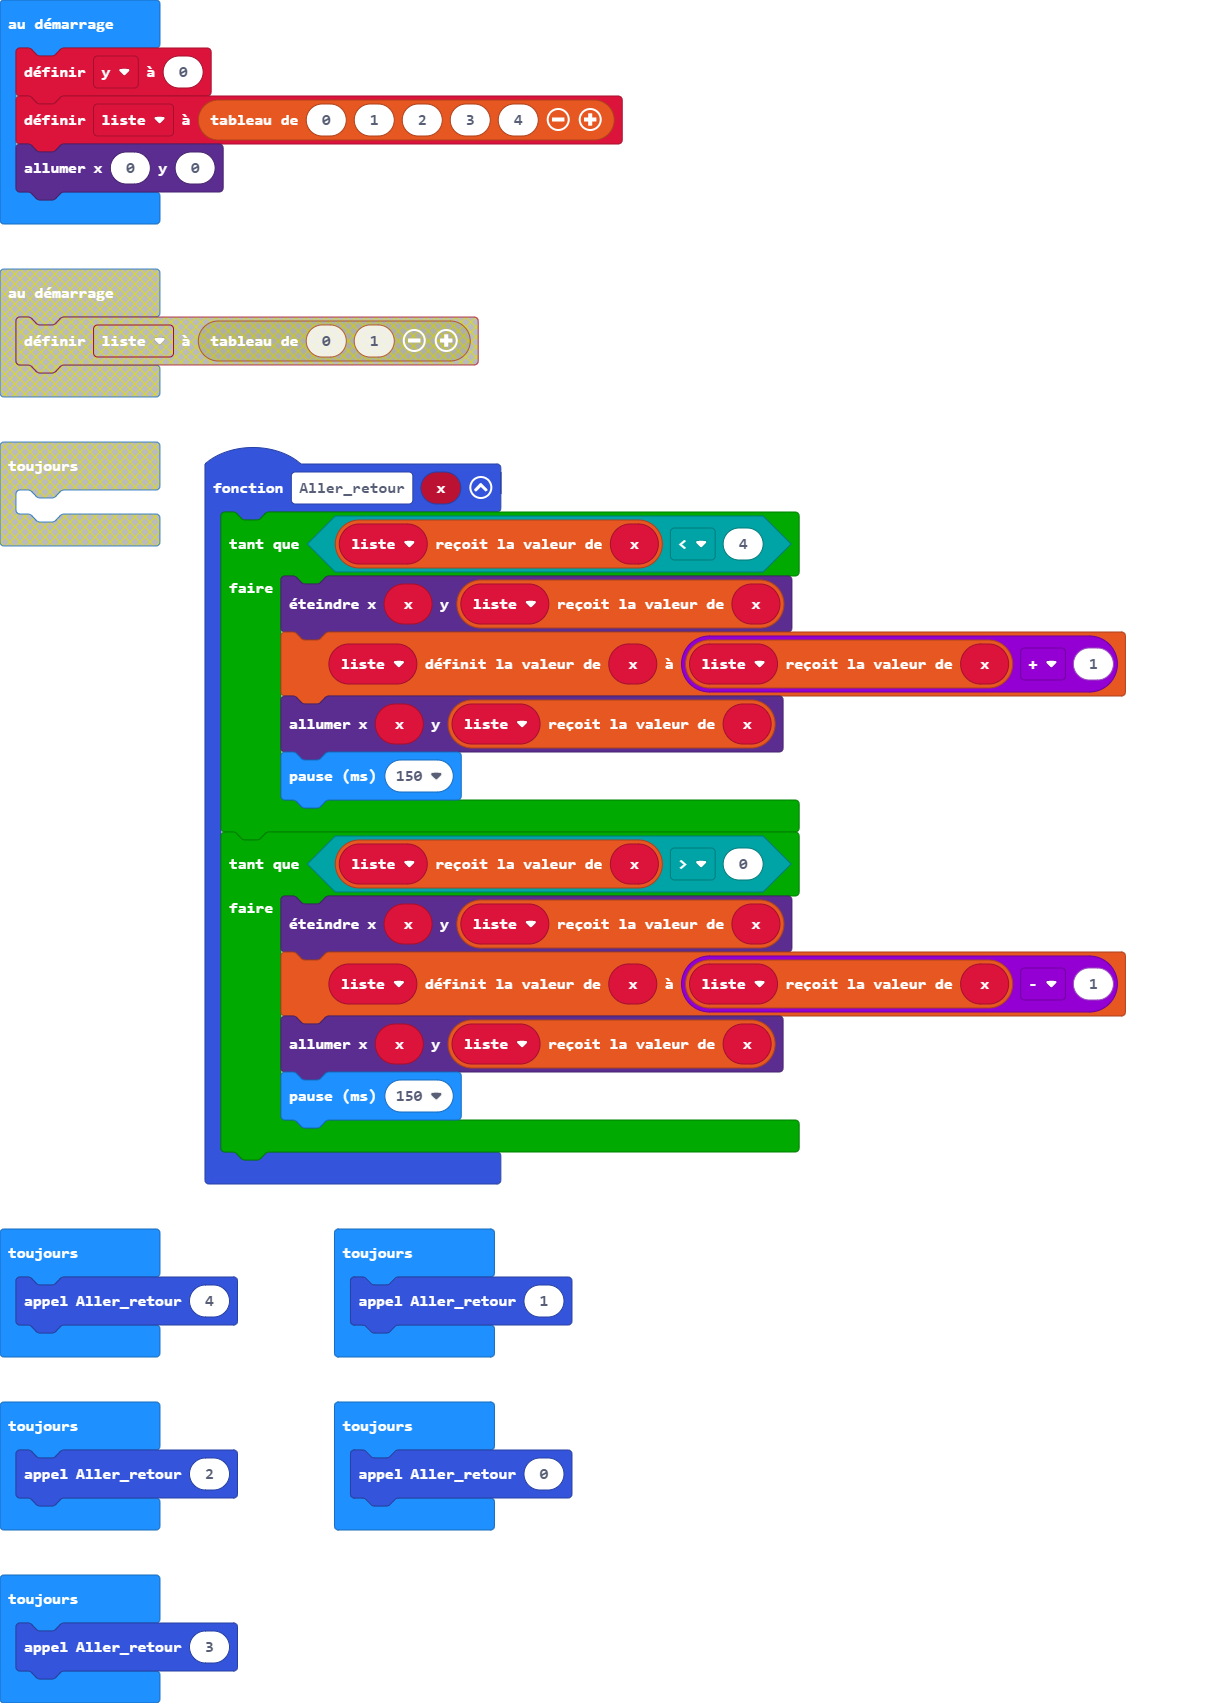 au démarrage
définir y à 0
définir liste à tableau de 0 1 2 3 4
allumer x 0 y 0
au démarrage
définir liste à tableau de 0 1
toujours
fonction Aller_retour x
tant que liste reçoit la valeur de x < 4
faire
éteindre x x y liste reçoit la valeur de x
liste définit la valeur de x à liste reçoit la valeur de x + 1
allumer x x y liste reçoit la valeur de x
pause (ms) 150
tant que liste reçoit la valeur de x > 0
faire
éteindre x x y liste reçoit la valeur de x
liste définit la valeur de x à liste reçoit la valeur de x - 1
allumer x x y liste reçoit la valeur de x
pause (ms) 150
toujours
appel Aller_retour 4
toujours
appel Aller_retour 1
toujours
appel Aller_retour 2
toujours
appel Aller_retour 0
toujours
appel Aller_retour 3